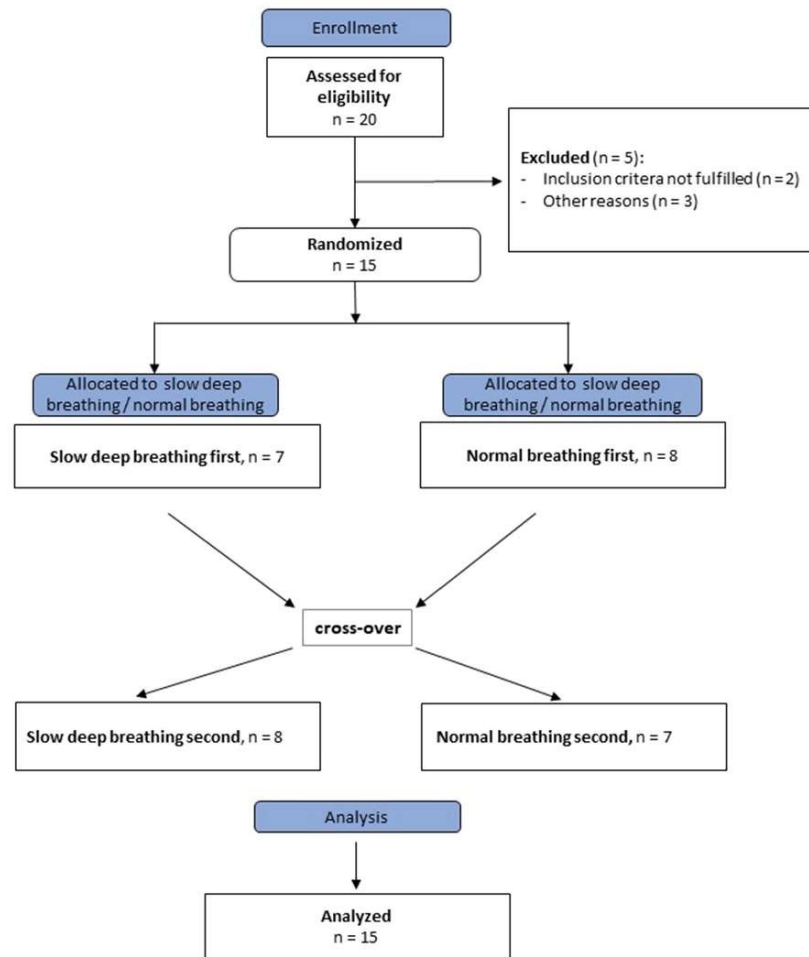 Enrollment
Assessed for
eligibility
n = 20
Excluded (n = 5):
- Inclusion critera not fulfilled (n = 2)
- Other reasons (n = 3)
Randomized
n = 15
Allocated to slow deep
breathing / normal breathing
Allocated to slow deep
breathing / normal breathing
Slow deep breathing first, n = 7
Normal breathing first, n = 8
cross-over
Slow deep breathing second, n = 8
Normal breathing second, n = 7
Analysis
Analyzed
n = 15